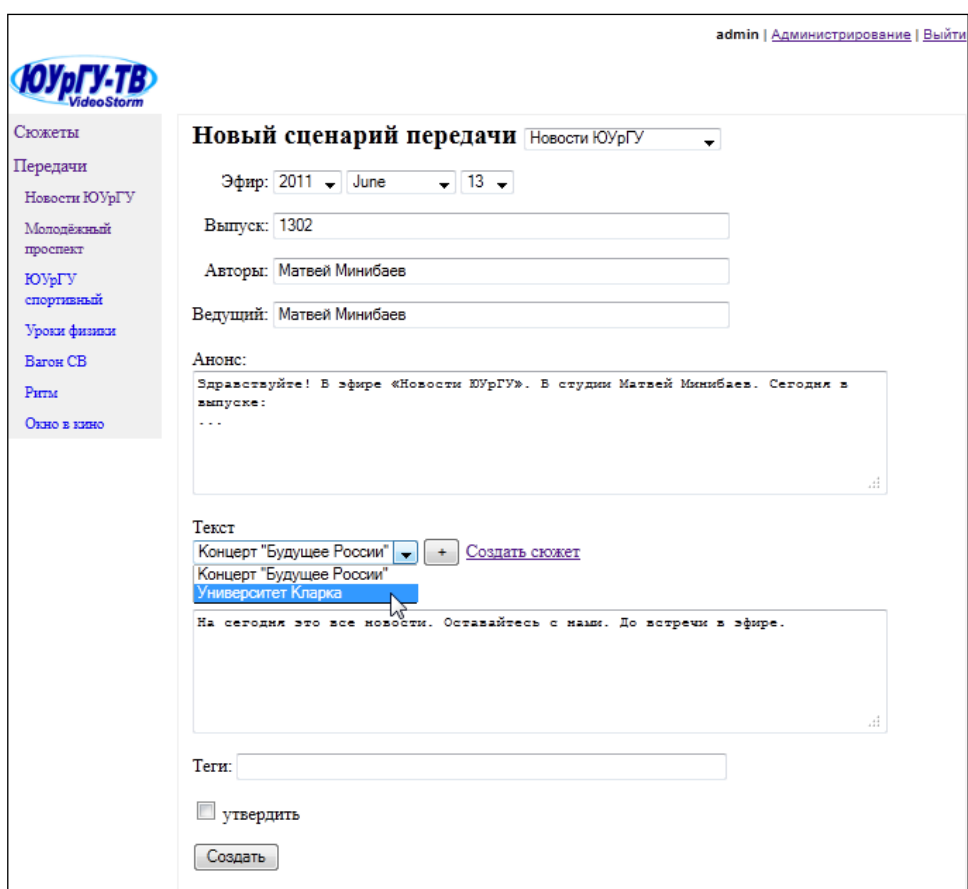 admin | Администрирование | Выйти
ЮУрГУ-ТВ
VideoStorm
Сюжеты
Передачи
Новости ЮУрГУ
Молодёжный
проспект
ЮУрГУ
спортивный
Уроки физики
Вагон СВ
Ритм
Окно в кино
Новый сценарий передачи Новости ЮУрГУ
Эфир: 2011 June 13
Выпуск: 1302
Авторы: Матвей Минибаев
Ведущий: Матвей Минибаев
Анонс:
Здравствуйте! В эфире «Новости ЮУрГУ». В студии Матвей Минибаев. Сегодня в
выпуске:
...
Текст
Концерт "Будущее России" + Создать сюжет
Концерт "Будущее России"
Университет Кларка
На сегодня это все новости. Оставайтесь с нами. До встречи в эфире.
Теги:
утвердить
Создать